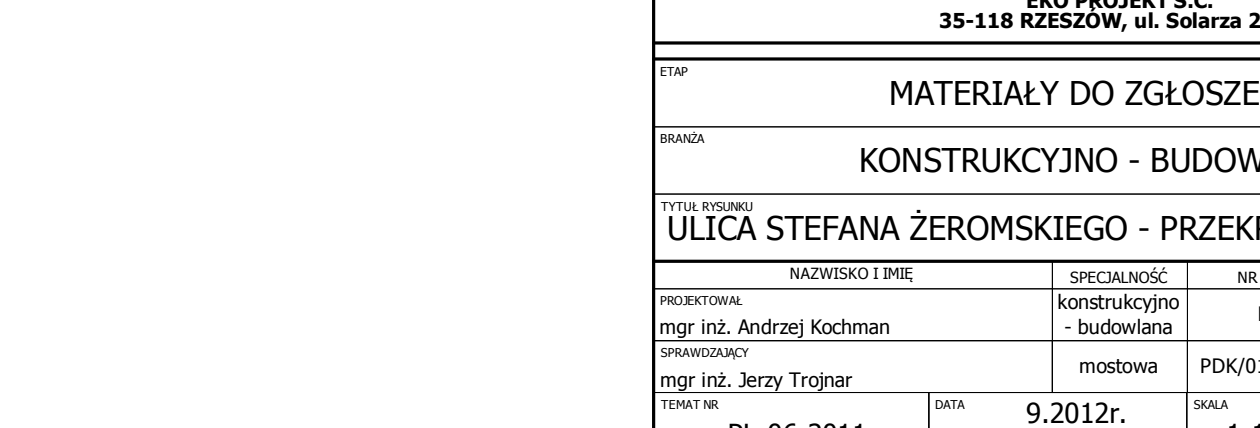 EKO PROJEKT S.C.
35-118 RZESZÓW, ul. Solarza 2
ETAP
MATERIAŁY DO ZGŁOSZE
BRANŻA
KONSTRUKCYJNO - BUDOW
TYTUŁ RYSUNKU
ULICA STEFANA ŻEROMSKIEGO - PRZEK
NAZWISKO I IMIĘ SPECJALNOŚĆ NR
PROJEKTOWAŁ
mgr inż. Andrzej Kochman konstrukcyjno - budowlana
SPRAWDZAJĄCY
mgr inż. Jerzy Trojnar mostowa PDK/0
TEMAT NR DATA 9.2012r. SKALA